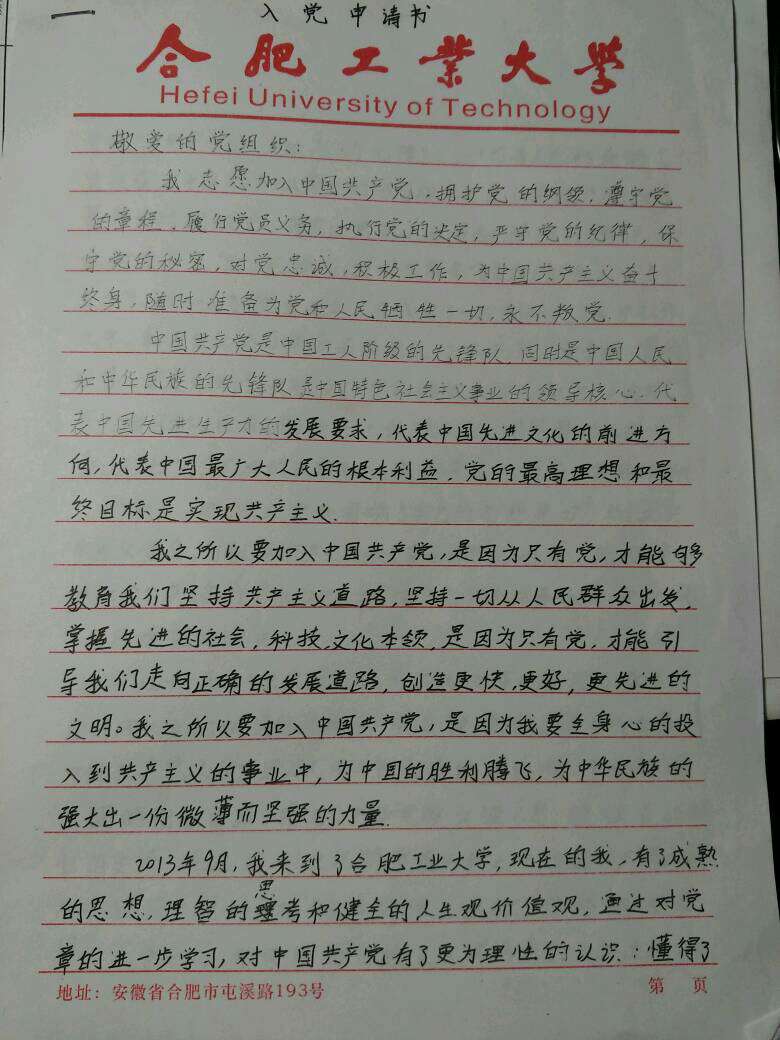 入党申请书
合肥工业大学
Hefei University of Technology
敬爱的党组织：
我志愿加入中国共产党，拥护党的纲领，遵守党
的章程，履行党员义务，执行党的决定，严守党的纪律，保
守党的秘密，对党忠诚，积极工作，为中国共产主义奋斗
终身，随时准备为党和人民牺牲一切，永不叛党．
中国共产党是中国工人阶级的先锋队，同时是中国人民
和中华民族的先锋队是中国特色社会主义事业的领导核心．代
表中国先进生产力的发展要求，代表中国先进文化的前进方
向，代表中国最广大人民的根本利益．党的最高理想和最
终目标是实现共产主义．
我之所以要加入中国共产党，是因为只有党，才能够
教育我们坚持共产主义道路，坚持一切从人民群众出发，
掌握先进的社会，科技，文化本领，是因为只有党，才能引
导我们走向正确的发展道路，创造更快，更好，更先进的
文明。我之所以要加入中国共产党，是因为我要全身心的投
入到共产主义的事业中，为中国的胜利腾飞，为中华民族的
强大出一份微薄而坚强的力量．
2013年9月，我来到了合肥工业大学，现在的我，有了成熟
的思想，理智的思考和健全的人生观价值观，通过对党
章的进一步学习，对中国共产党有了更为理性的认识：懂得了
地址：安徽省合肥市屯溪路193号 第 页